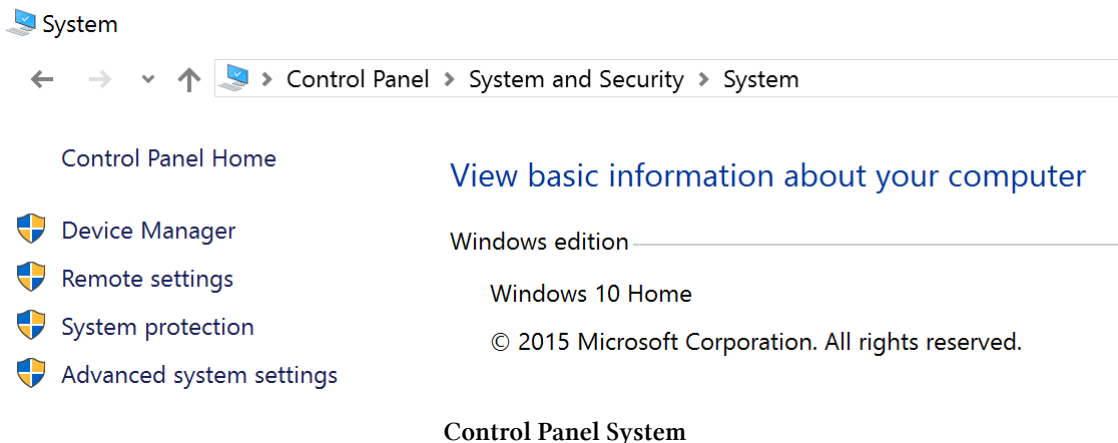 System
Control Panel > System and Security > System
Control Panel Home
Device Manager
Remote settings
System protection
Advanced system settings
View basic information about your computer
Windows edition
Windows 10 Home
© 2015 Microsoft Corporation. All rights reserved.
Control Panel System